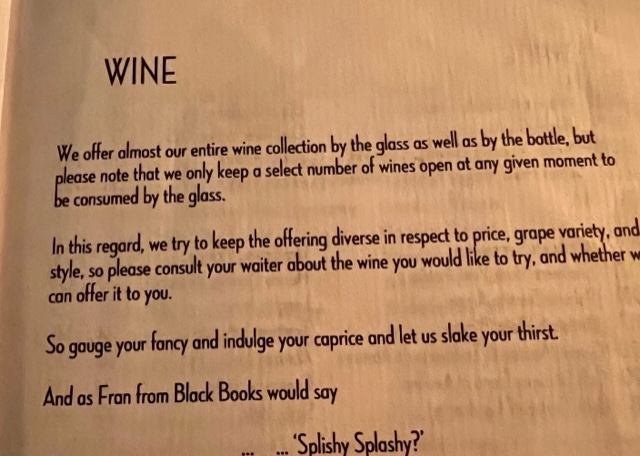 WINE
We offer almost our entire wine collection by the glass as well as by the bottle, but
please note that we only keep a select number of wines open at any given moment to
be consumed by the glass.
In this regard, we try to keep the offering diverse in respect to price, grape variety, and
style, so please consult your waiter about the wine you would like to try, and whether w
can offer it to you.
So gauge your fancy and indulge your caprice and let us slake your thirst.
And as Fran from Black Books would say
... ... 'Splishy Splashy?'